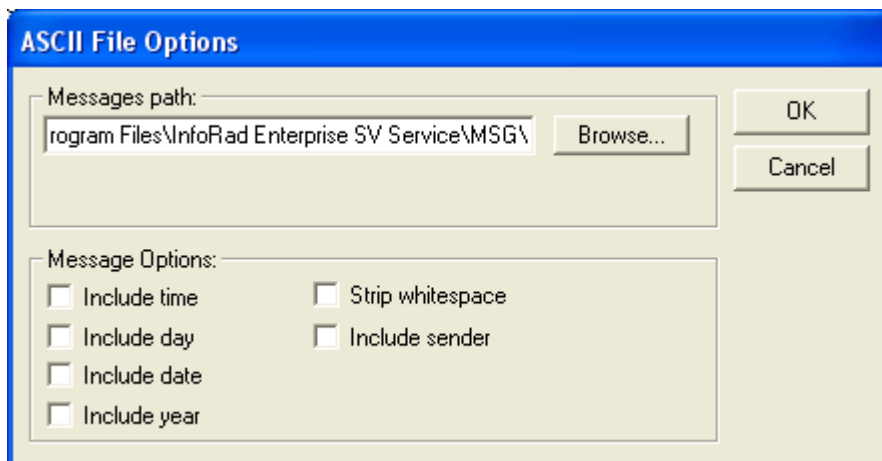 ASCII File Options
Messages path:
rogram Files\InfoRad Enterprise SV Service\MSG\
Browse...
OK
Cancel
Message Options:
Include time
Strip whitespace
Include day
Include sender
Include date
Include year